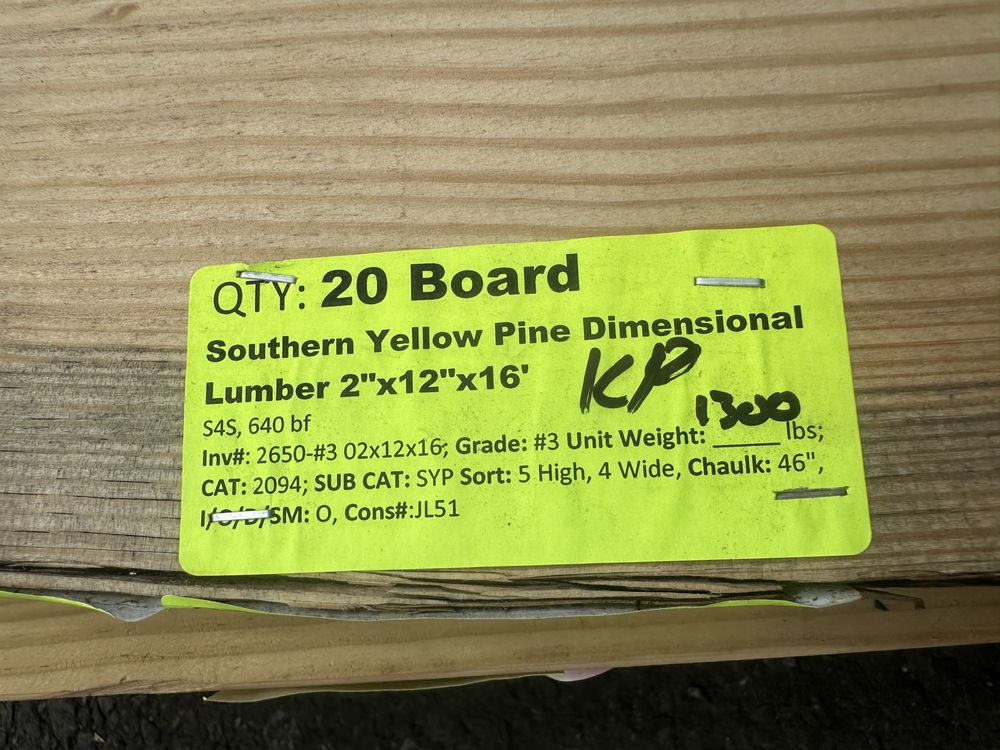 QTY: 20 Board
Southern Yellow Pine Dimensional
Lumber 2"x12"x16'
KP
S4S, 640 bf
1300
Inv#: 2650-#3 02x12x16; Grade: #3 Unit Weight: ______ lbs;
CAT: 2094; SUB CAT: SYP Sort: 5 High, 4 Wide, Chaulk: 46",
I/O/D/SM: O, Cons#:JL51